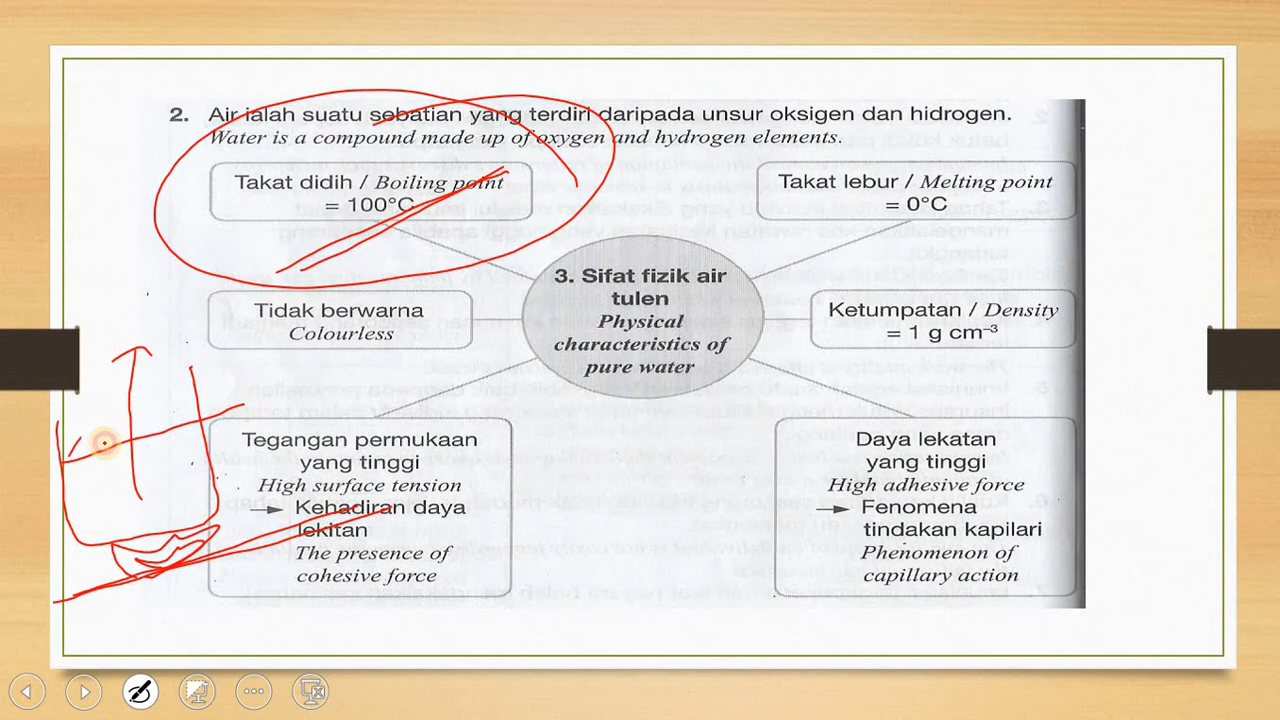 2. Air ialah suatu sebatian yang terdiri daripada unsur oksigen dan hidrogen.
Water is a compound made up of oxygen and hydrogen elements.
Takat didih / Boiling point
= 100°C
Takat lebur / Melting point
= 0°C
3. Sifat fizik air
tulen
Physical
characteristics of
pure water
Tidak berwarna
Colourless
Ketumpatan / Density
= 1 g cm⁻³
Tegangan permukaan
yang tinggi
High surface tension
→ Kehadiran daya
lekitan
The presence of
cohesive force
Daya lekatan
yang tinggi
High adhesive force
→ Fenomena
tindakan kapilari
Phenomenon of
capillary action